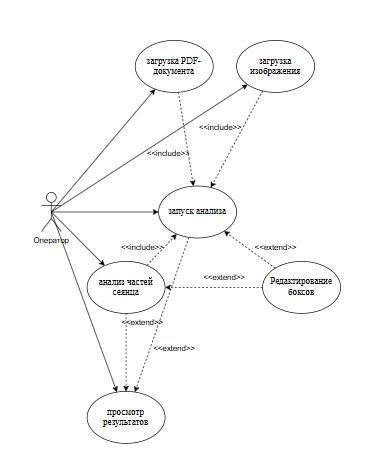 загрузка PDF-
документа
загрузка
изображения
<<include>>
<<include>>
запуск анализа
Оператор
<<include>>
<<extend>>
анализ частей
сеянца
<<extend>>
Редактирование
боксов
<<extend>>
<<extend>>
просмотр
результатов